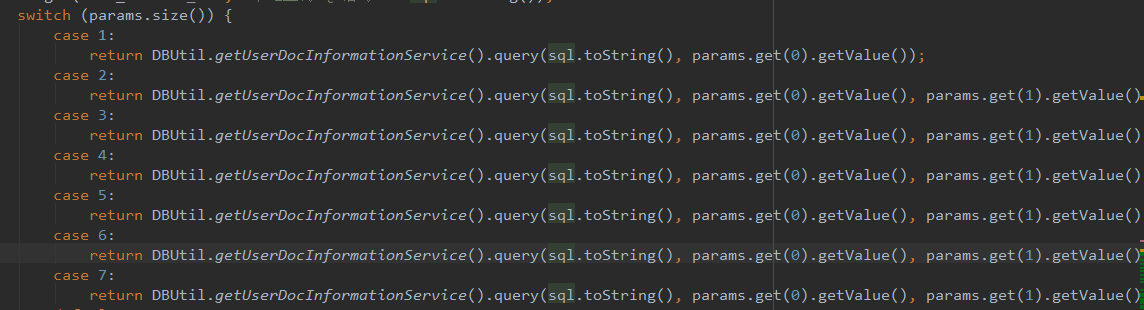 switch (params.size()) {
case 1:
return DBUtil.getUserDocInformationService().query(sql.toString(), params.get(0).getValue());
case 2:
return DBUtil.getUserDocInformationService().query(sql.toString(), params.get(0).getValue(), params.get(1).getValue()
case 3:
return DBUtil.getUserDocInformationService().query(sql.toString(), params.get(0).getValue(), params.get(1).getValue()
case 4:
return DBUtil.getUserDocInformationService().query(sql.toString(), params.get(0).getValue(), params.get(1).getValue()
case 5:
return DBUtil.getUserDocInformationService().query(sql.toString(), params.get(0).getValue(), params.get(1).getValue()
case 6:
return DBUtil.getUserDocInformationService().query(sql.toString(), params.get(0).getValue(), params.get(1).getValue()
case 7:
return DBUtil.getUserDocInformationService().query(sql.toString(), params.get(0).getValue(), params.get(1).getValue()